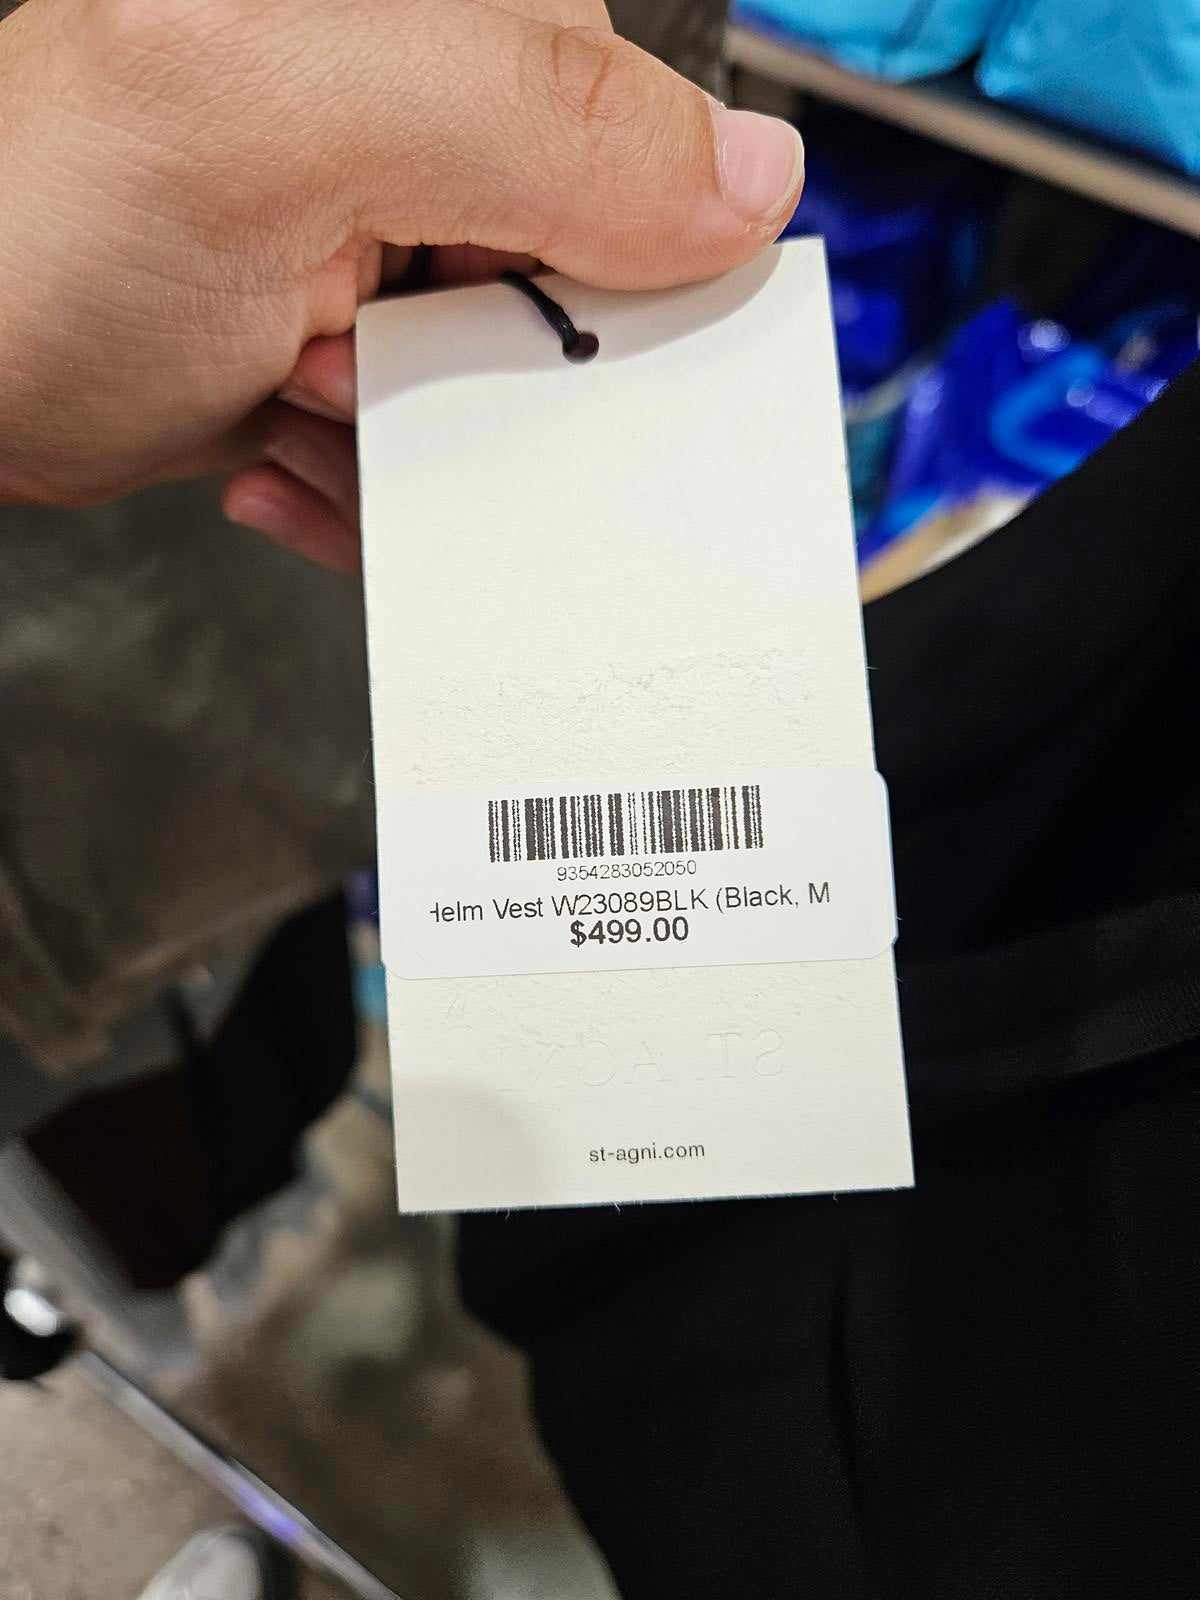 9354283052050
Helm Vest W23089BLK (Black, M
$499.00
ST. AGNI
st-agni.com